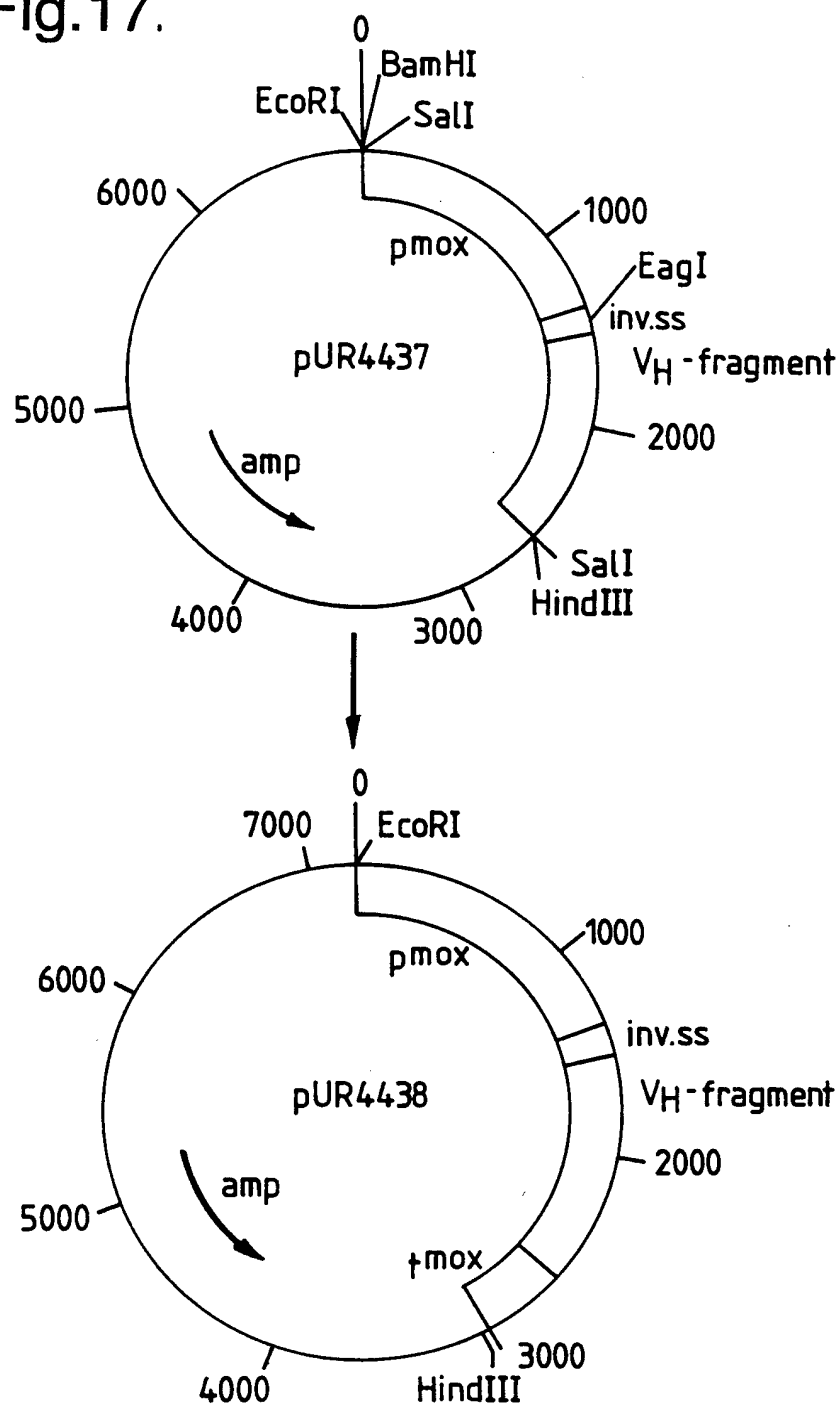 Fig.17.
0
BamHI
EcoRI
SalI
6000
1000
pmox
EagI
inv.ss
pUR4437
VH-fragment
5000
2000
amp
SalI
HindIII
4000
3000
0
7000
EcoRI
1000
pmox
6000
inv.ss
pUR4438
VH-fragment
2000
amp
5000
tmox
3000
4000
HindIII